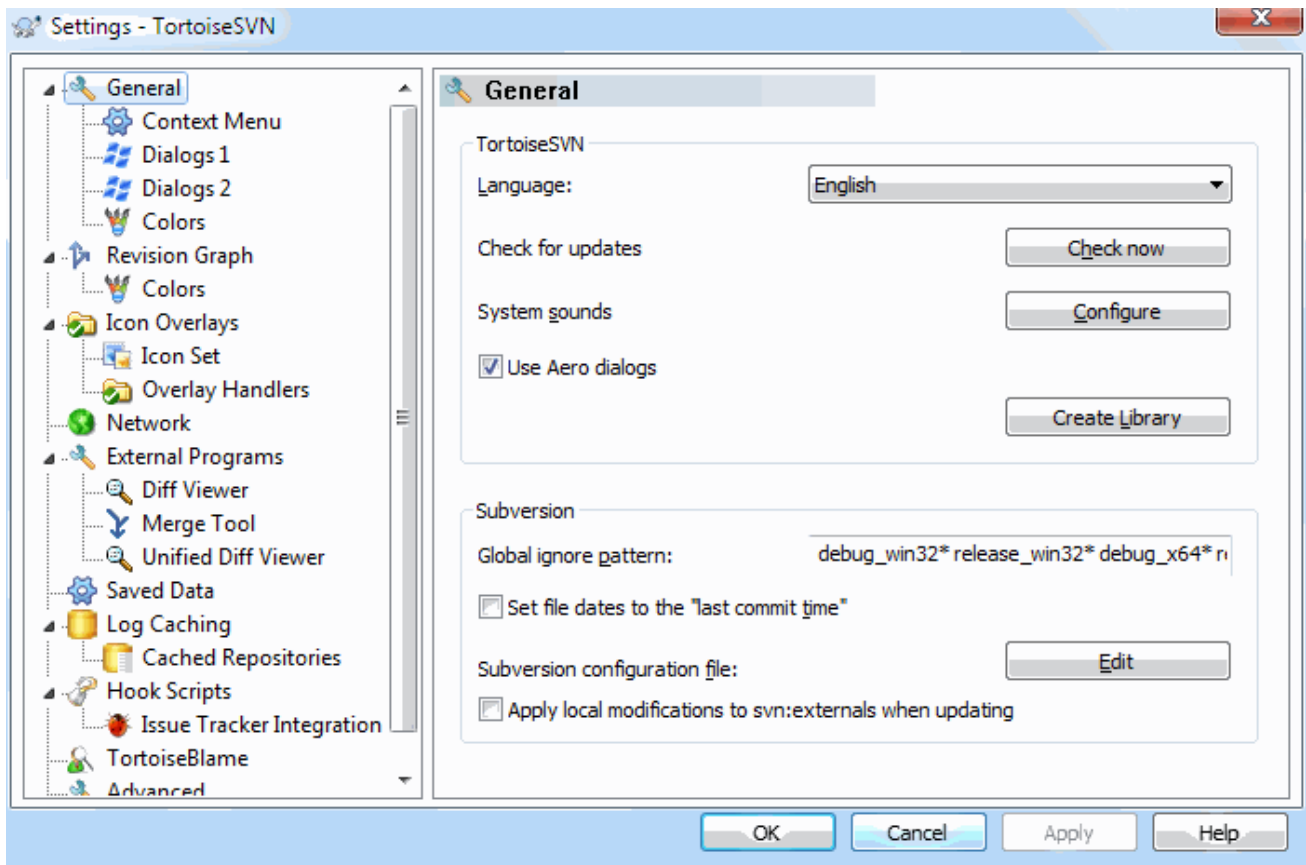 Settings - TortoiseSVN
General
Context Menu
Dialogs 1
Dialogs 2
Colors
Revision Graph
Colors
Icon Overlays
Icon Set
Overlay Handlers
Network
External Programs
Diff Viewer
Merge Tool
Unified Diff Viewer
Saved Data
Log Caching
Cached Repositories
Hook Scripts
Issue Tracker Integration
TortoiseBlame
Advanced
General
TortoiseSVN
Language: English
Check for updates Check now
System sounds Configure
Use Aero dialogs
Create Library
Subversion
Global ignore pattern: debug_win32* release_win32* debug_x64*
Set file dates to the "last commit time"
Subversion configuration file: Edit
Apply local modifications to svn:externals when updating
OK Cancel Apply Help